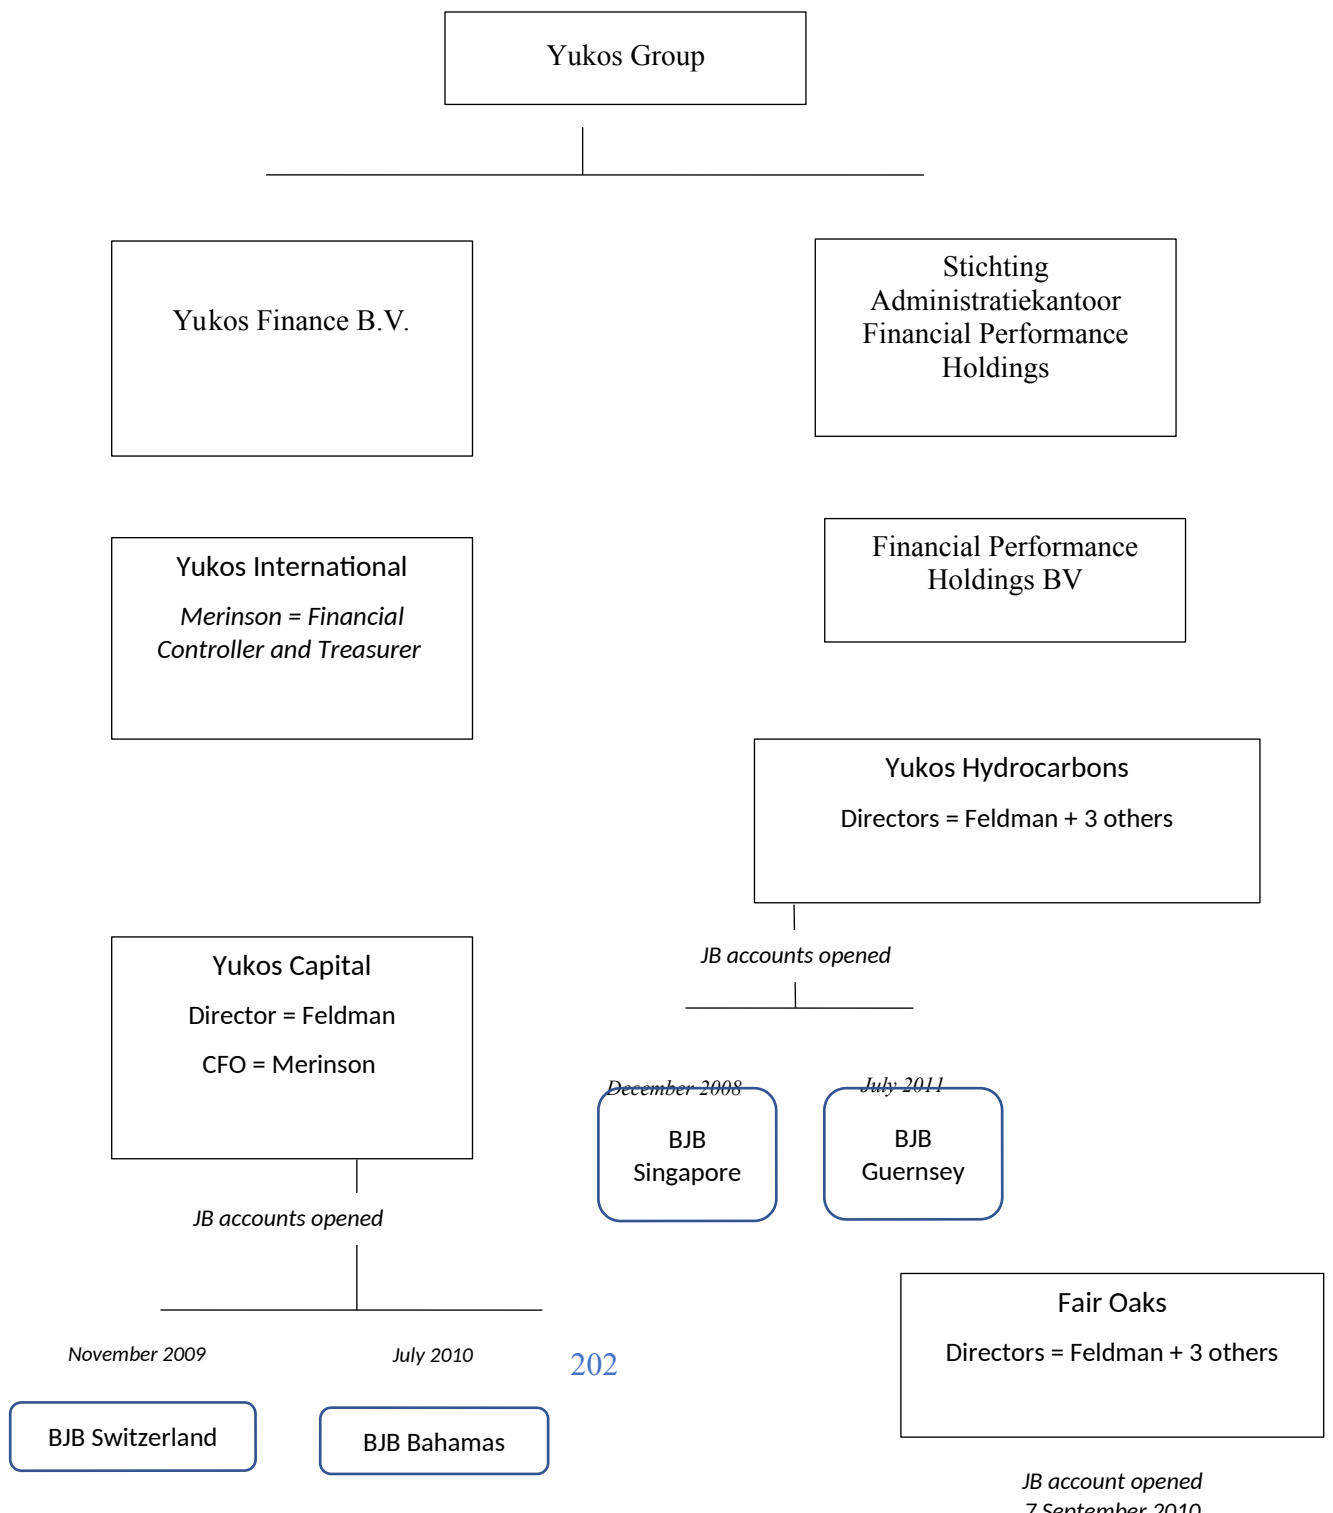 Yukos Group
Yukos Finance B.V.
Stichting
Administratiekantoor
Financial Performance
Holdings
Yukos International
Merinson = Financial
Controller and Treasurer
Financial Performance
Holdings BV
Yukos Hydrocarbons
Directors = Feldman + 3 others
JB accounts opened
Yukos Capital
Director = Feldman
CFO = Merinson
December 2008
July 2011
BJB
Singapore
BJB
Guernsey
JB accounts opened
Fair Oaks
Directors = Feldman + 3 others
November 2009
July 2010
202
BJB Switzerland
BJB Bahamas
JB account opened
7 September 2010